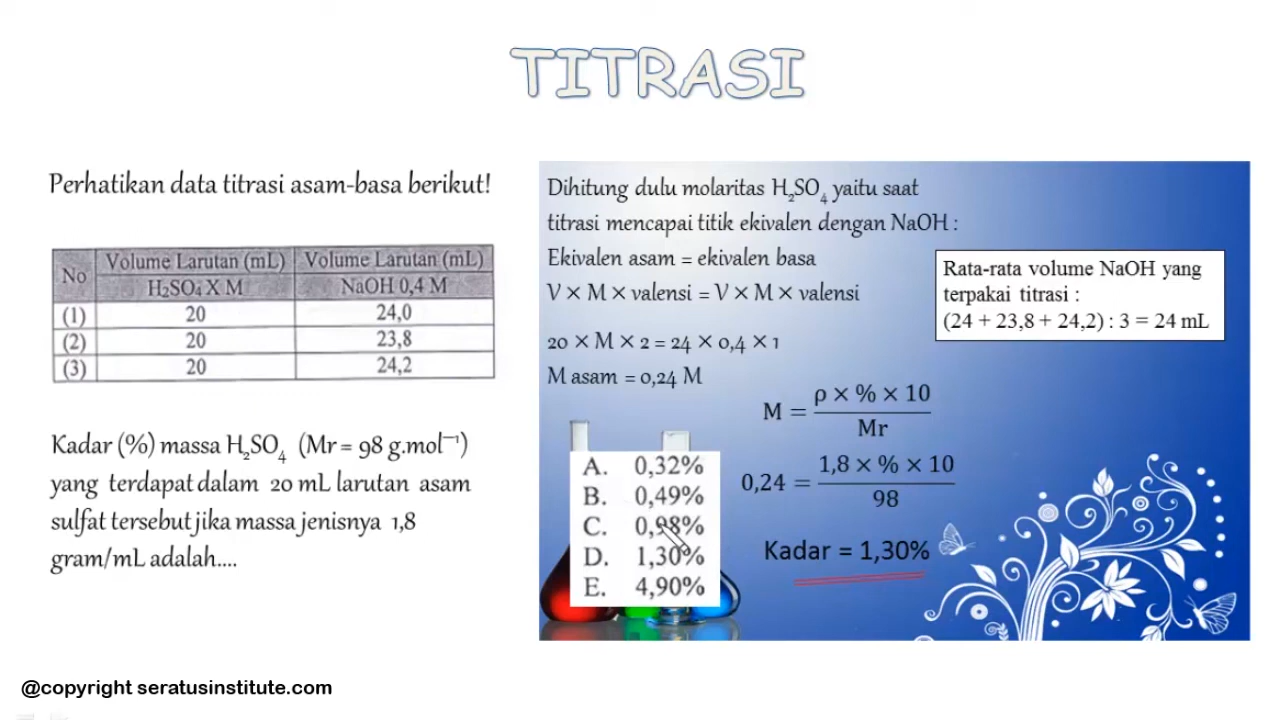 TITRASI
Perhatikan data titrasi asam-basa berikut!
No
Volume Larutan (mL)
Volume Larutan (mL)
H₂SO₄ X M
NaOH 0,4 M
(1) 20 24,0
(2) 20 23,8
(3) 20 24,2
Kadar (%) massa H₂SO₄ (Mr = 98 g.mol⁻¹)
yang terdapat dalam 20 mL larutan asam
sulfat tersebut jika massa jenisnya 1,8
gram/mL adalah....
Dihitung dulu molaritas H₂SO₄ yaitu saat
titrasi mencapai titik ekivalen dengan NaOH :
Ekivalen asam = ekivalen basa
V × M × valensi = V × M × valensi
20 × M × 2 = 24 × 0,4 × 1
M asam = 0,24 M
Rata-rata volume NaOH yang
terpakai titrasi :
(24 + 23,8 + 24,2) : 3 = 24 mL
M = ρ × % × 10
Mr
0,24 = 1,8 × % × 10
98
Kadar = 1,30%
A. 0,32%
B. 0,49%
C. 0,98%
D. 1,30%
E. 4,90%
@copyright seratusinstitute.com